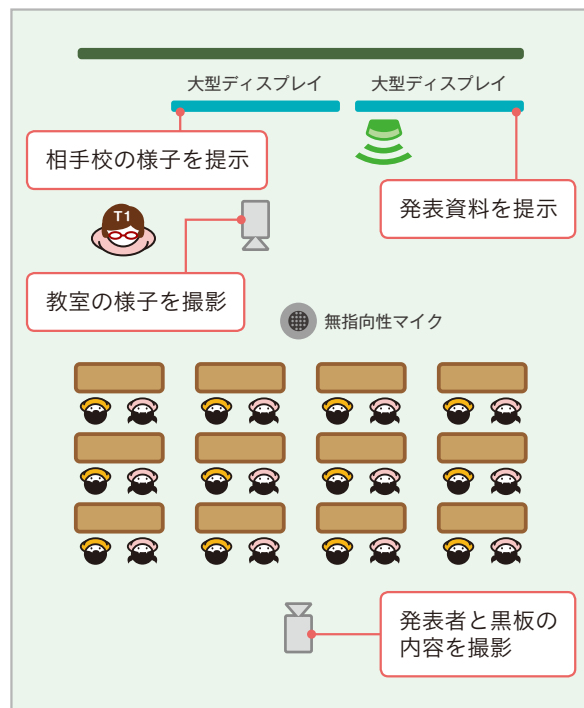 大型ディスプレイ
大型ディスプレイ
相手校の様子を提示
発表資料を提示
T1
教室の様子を撮影
無指向性マイク
発表者と黒板の
内容を撮影